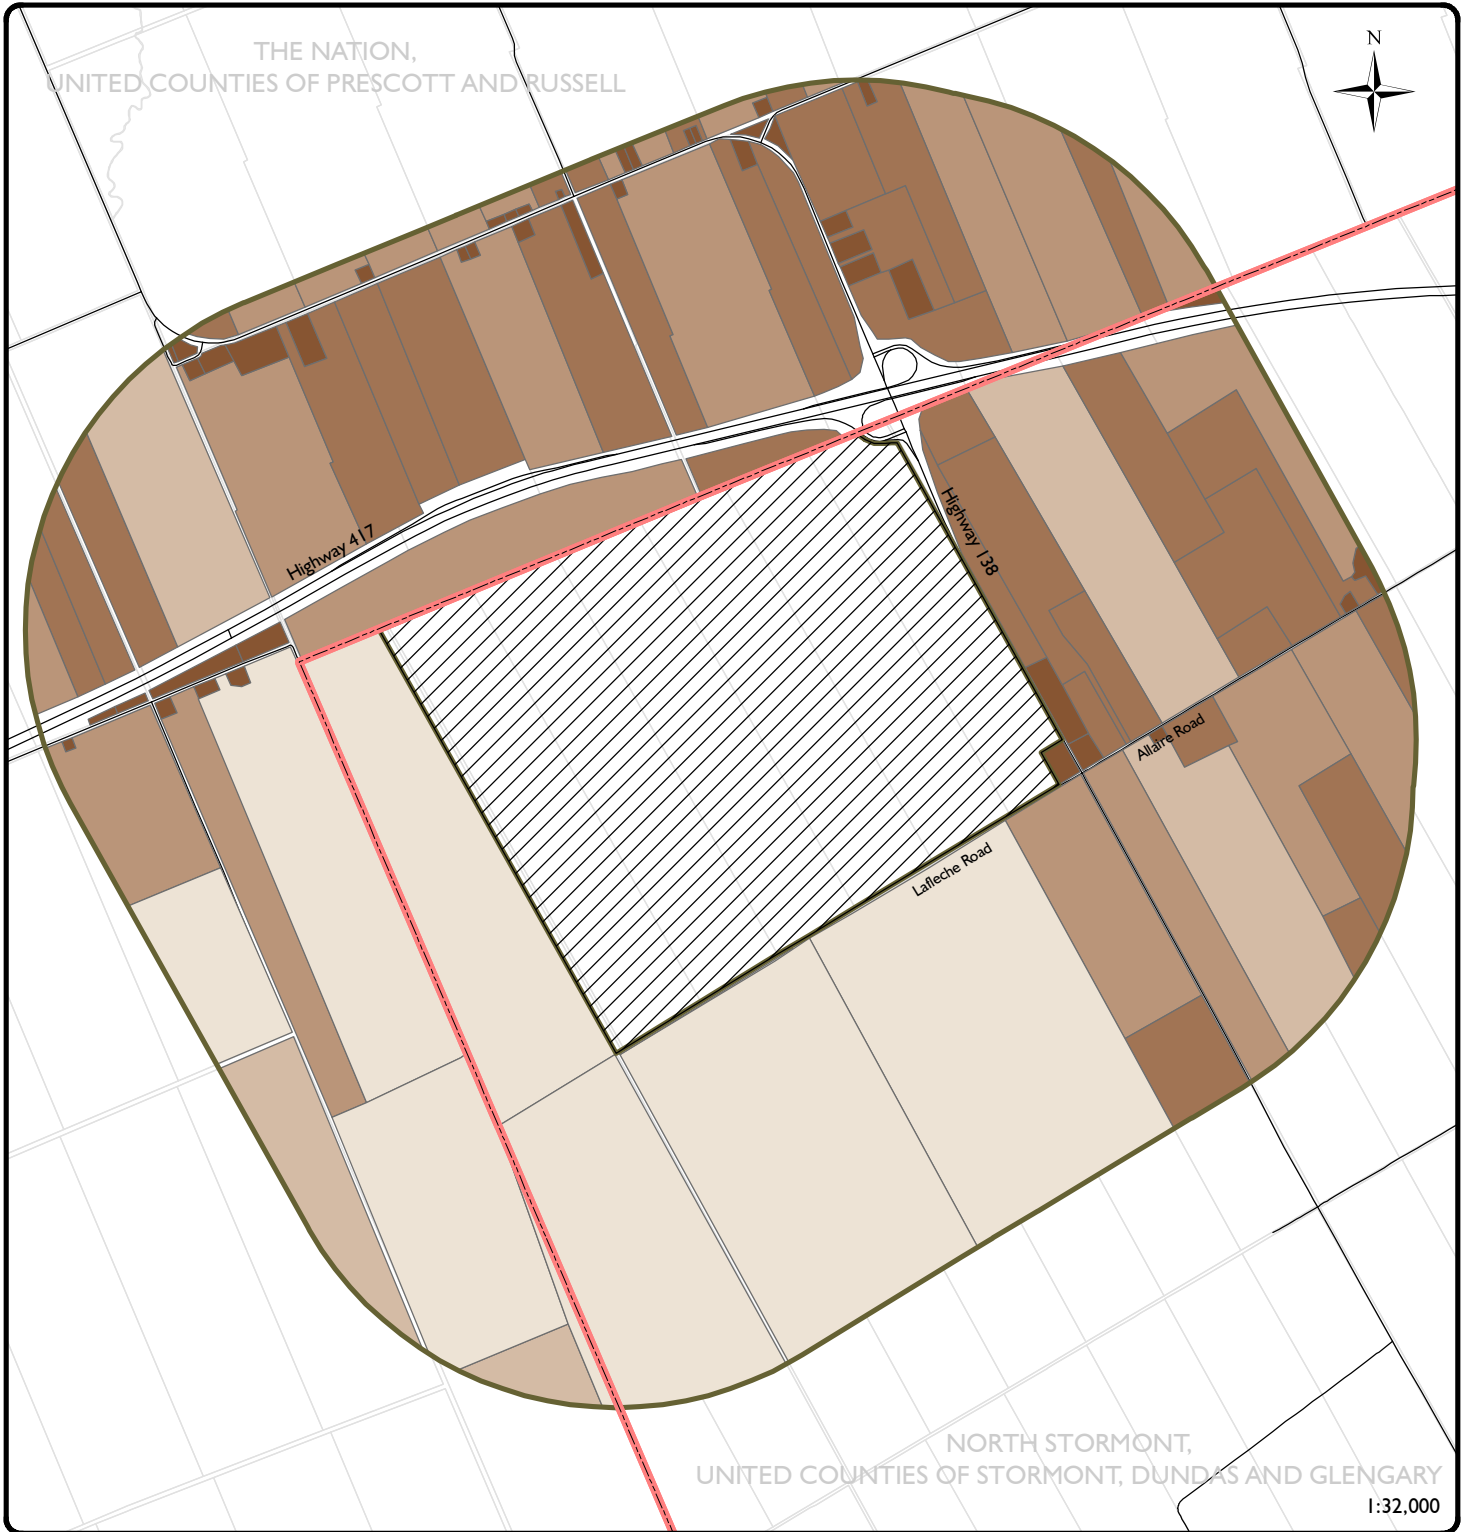 THE NATION,
UNITED COUNTIES OF PRESCOTT AND RUSSELL
N
Highway 417
Highway 138
Allaire Road
Lafleche Road
NORTH STORMONT,
UNITED COUNTIES OF STORMONT, DUNDAS AND GLENGARY
1:32,000